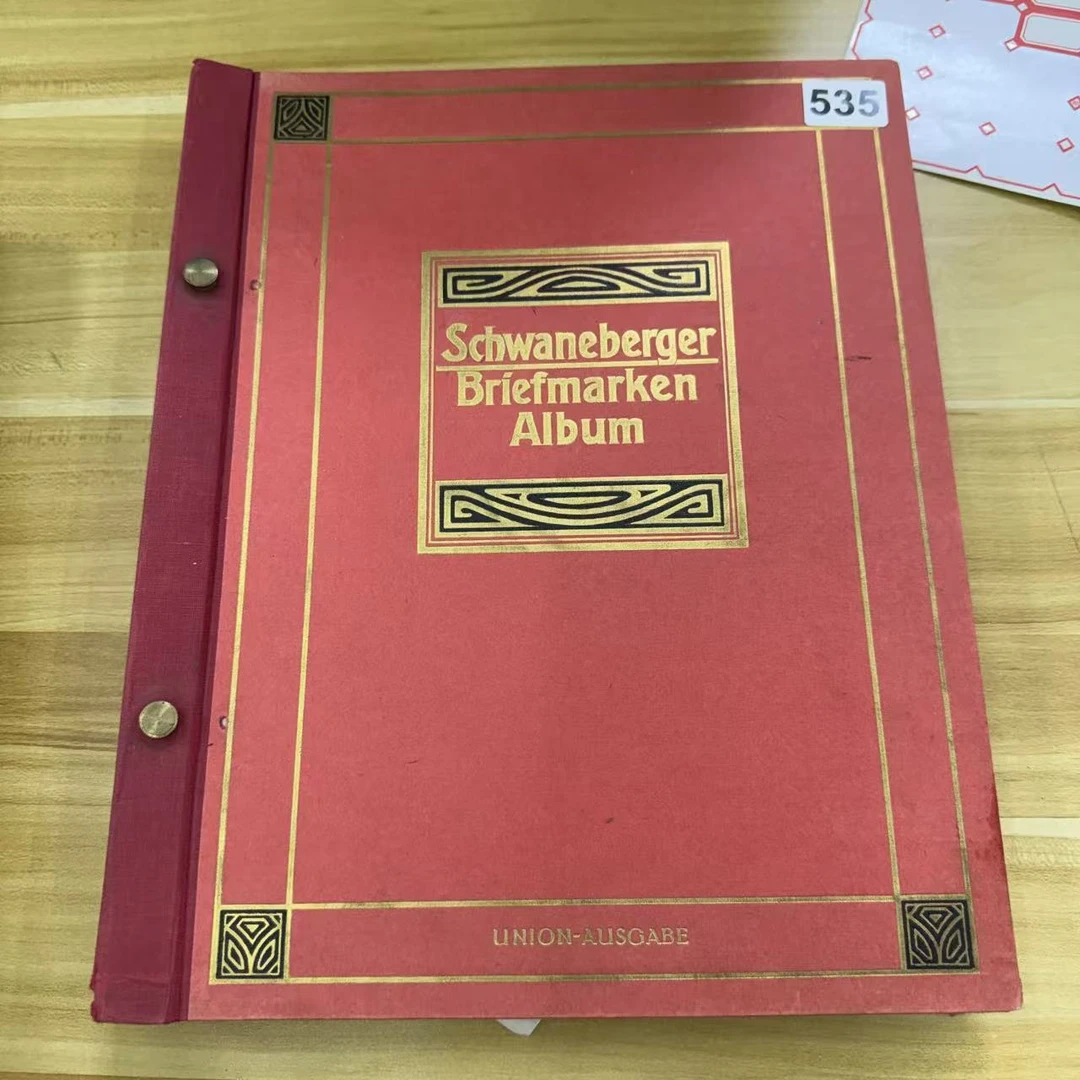 535
Schwaneberger
Briefmarken
Album
UNION-AUSGABE